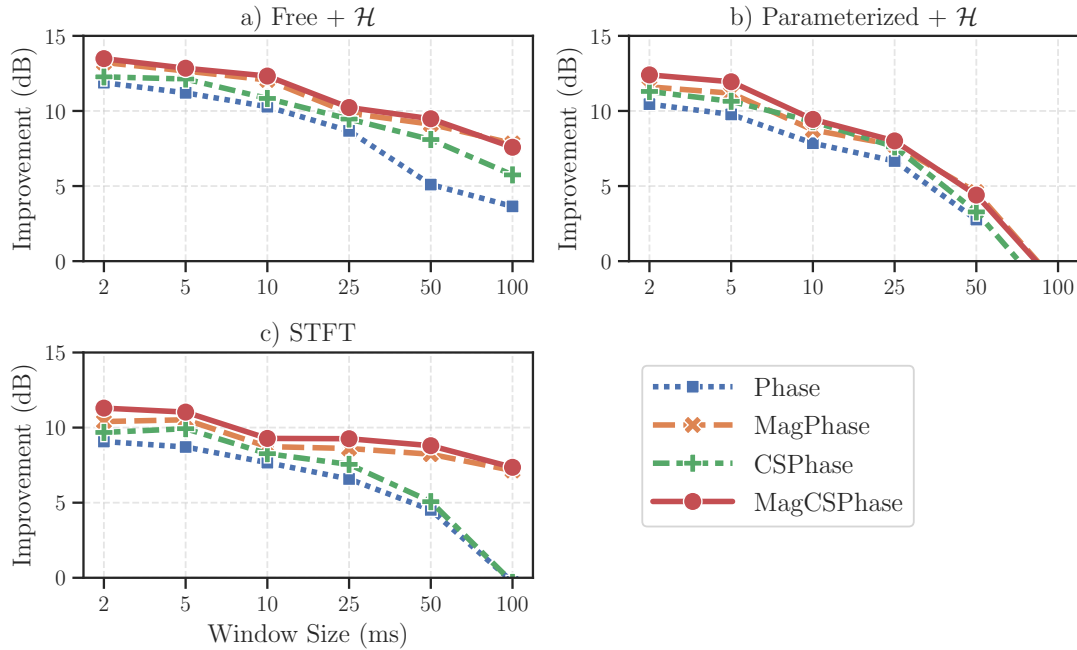 a) Free + ℋ
15
10
5
0
Improvement (dB)
2 5 10 25 50 100
b) Parameterized + ℋ
15
10
5
0
Improvement (dB)
2 5 10 25 50 100
c) STFT
15
10
5
0
Improvement (dB)
2 5 10 25 50 100
Window Size (ms)
Phase
MagPhase
CSPhase
MagCSPhase